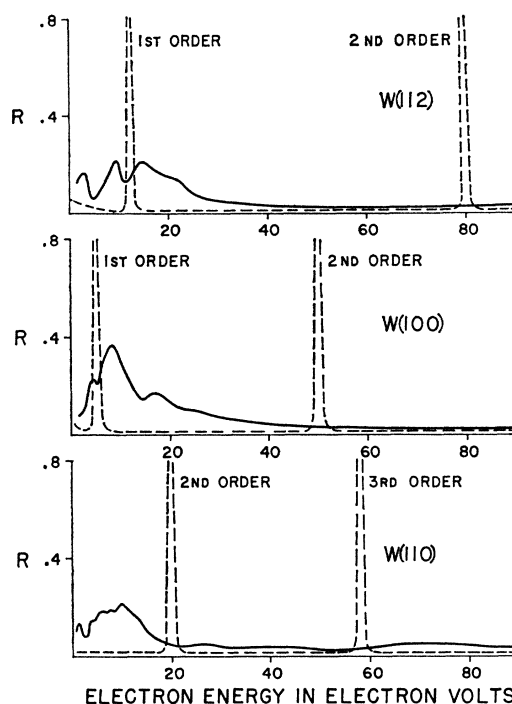 .8
1ST ORDER
2ND ORDER
W(112)
R
.4
20
40
60
80
.8
1ST ORDER
2ND ORDER
W(100)
R
.4
20
40
60
80
.8
2ND ORDER
3RD ORDER
W(110)
R
.4
20
40
60
80
ELECTRON ENERGY IN ELECTRON VOLTS